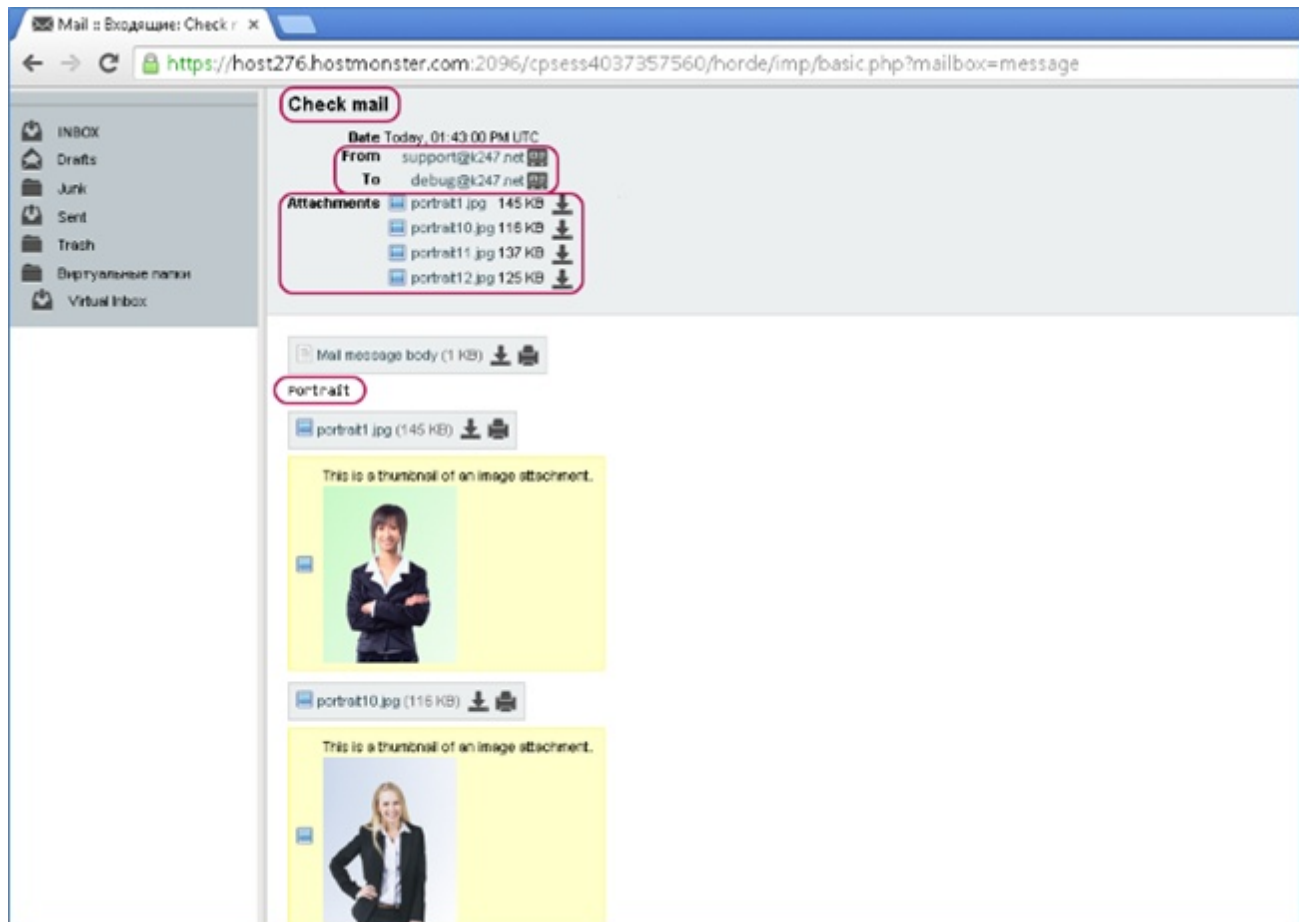 Mail :: Входящие: Check r
https://host276.hostmonster.com:2096/cpsess4037357560/horde/imp/basic.php?mailbox=message
INBOX
Drafts
Junk
Sent
Trash
Виртуальные папки
Virtual Inbox
Check mail
Date Today, 01:43:00 PM UTC
From support@k247.net
To debug@k247.net
Attachments portrait1.jpg 145 KB
portrait10.jpg 116 KB
portrait11.jpg 137 KB
portrait12.jpg 125 KB
Mail message body (1 KB)
Portrait
portrait1.jpg (145 KB)
This is a thumbnail of an image attachment.
portrait10.jpg (116 KB)
This is a thumbnail of an image attachment.